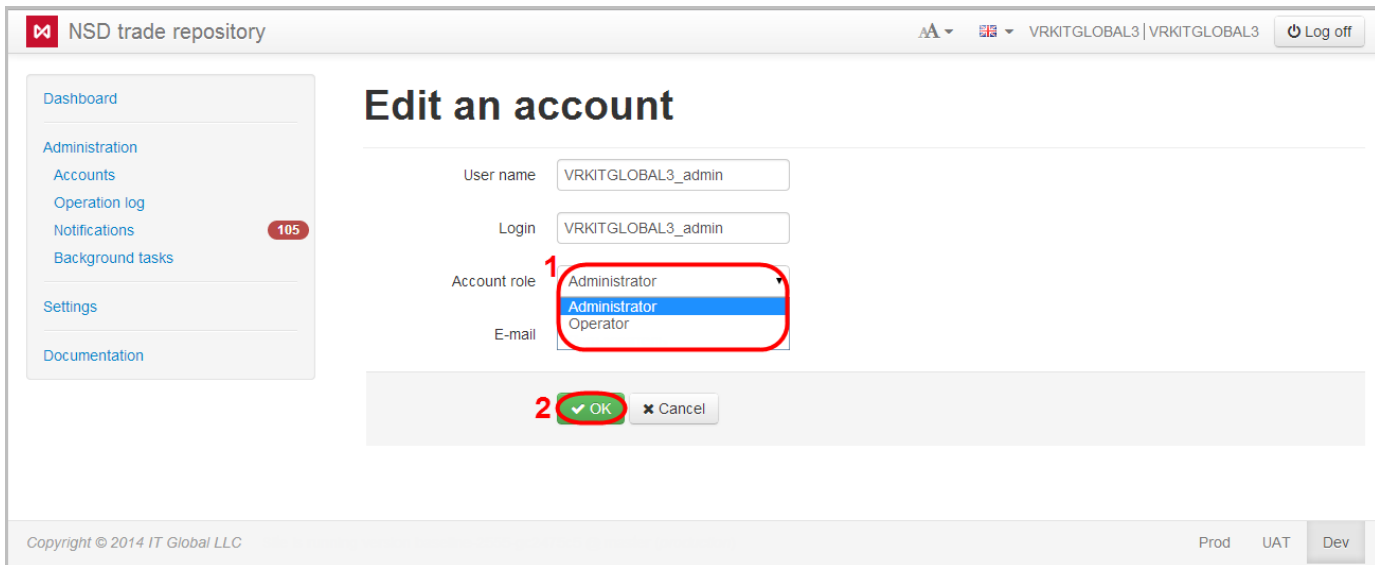 NSD trade repository
AA
VRKITGLOBAL3|VRKITGLOBAL3
Log off
Dashboard
Administration
Accounts
Operation log
Notifications 105
Background tasks
Settings
Documentation
Edit an account
User name VRKITGLOBAL3_admin
Login VRKITGLOBAL3_admin
1
Account role Administrator
Administrator
Operator
E-mail
2 OK Cancel
Copyright © 2014 IT Global LLC
Prod UAT Dev